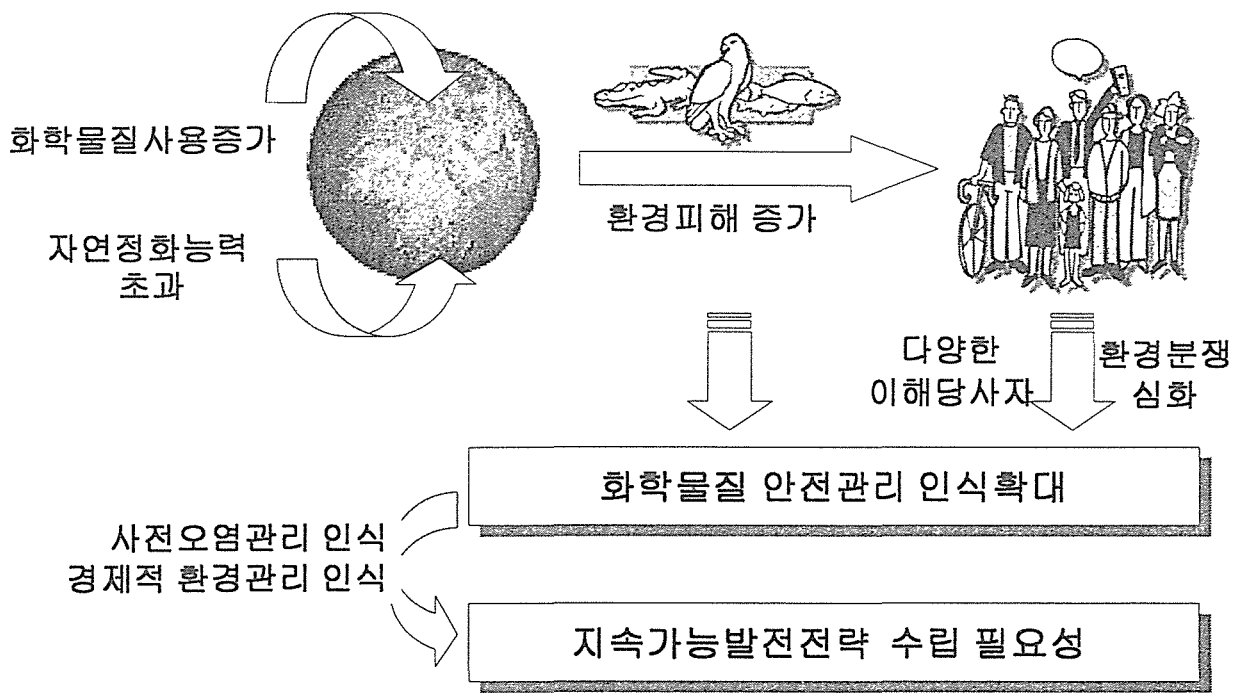 화학물질사용증가
자연정화능력
초과
환경피해 증가
다양한
이해당사자
환경분쟁
심화
화학물질 안전관리 인식확대
사전오염관리 인식
경제적 환경관리 인식
지속가능발전전략 수립 필요성